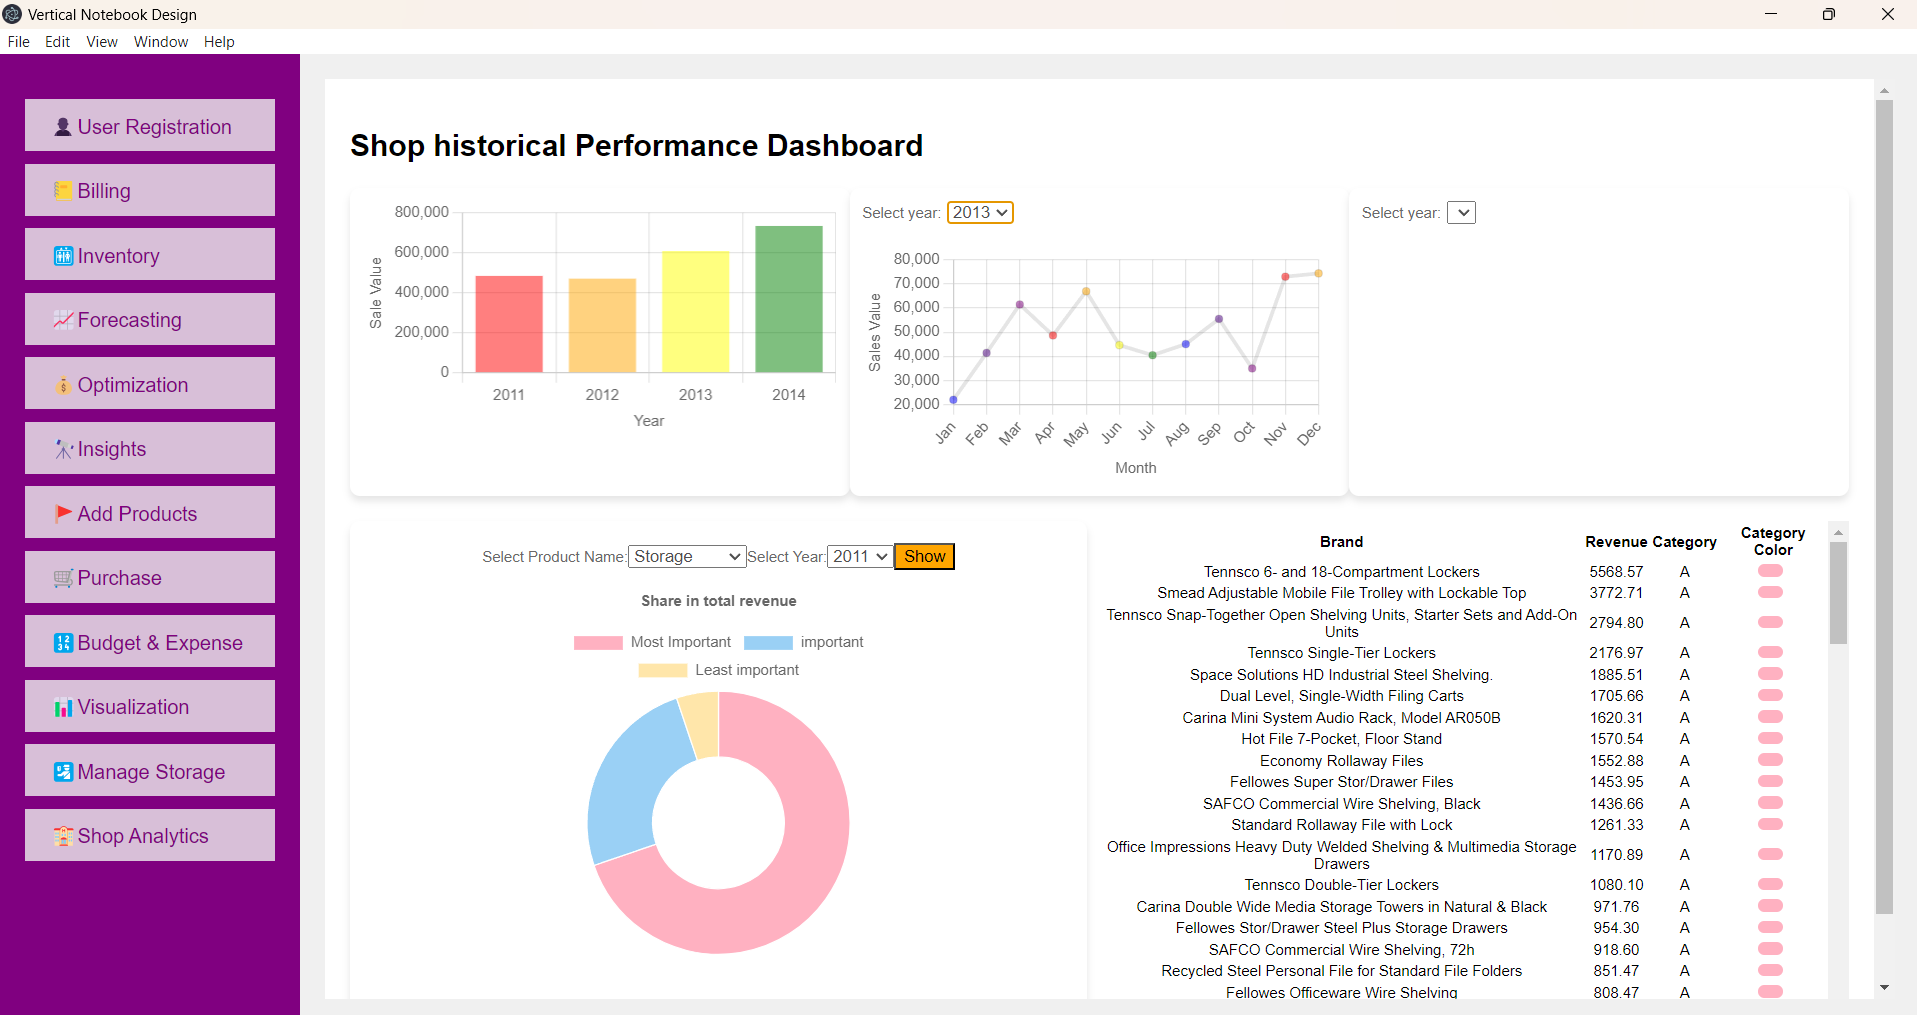 Vertical Notebook Design
File Edit View Window Help
User Registration
Billing
Inventory
Forecasting
Optimization
Insights
Add Products
Purchase
Budget & Expense
Visualization
Manage Storage
Shop Analytics
Shop historical Performance Dashboard
800,000
600,000
400,000
200,000
0
Sale Value
2011 2012 2013 2014
Year
Select year: 2013
80,000
70,000
60,000
50,000
40,000
30,000
20,000
Sales Value
Jan Feb Mar Apr May Jun Jul Aug Sep Oct Nov Dec
Month
Select year:
Select Product Name: Storage Select Year: 2011 Show
Share in total revenue
Most Important important
Least important
Brand Revenue Category Category
Color
Tennsco 6- and 18-Compartment Lockers 5568.57 A
Smead Adjustable Mobile File Trolley with Lockable Top 3772.71 A
Tennsco Snap-Together Open Shelving Units, Starter Sets and Add-On
Units 2794.80 A
Tennsco Single-Tier Lockers 2176.97 A
Space Solutions HD Industrial Steel Shelving. 1885.51 A
Dual Level, Single-Width Filing Carts 1705.66 A
Carina Mini System Audio Rack, Model AR050B 1620.31 A
Hot File 7-Pocket, Floor Stand 1570.54 A
Economy Rollaway Files 1552.88 A
Fellowes Super Stor/Drawer Files 1453.95 A
SAFCO Commercial Wire Shelving, Black 1436.66 A
Standard Rollaway File with Lock 1261.33 A
Office Impressions Heavy Duty Welded Shelving & Multimedia Storage
Drawers 1170.89 A
Tennsco Double-Tier Lockers 1080.10 A
Carina Double Wide Media Storage Towers in Natural & Black 971.76 A
Fellowes Stor/Drawer Steel Plus Storage Drawers 954.30 A
SAFCO Commercial Wire Shelving, 72h 918.60 A
Recycled Steel Personal File for Standard File Folders 851.47 A
Fellowes Officeware Wire Shelving 808.47 A